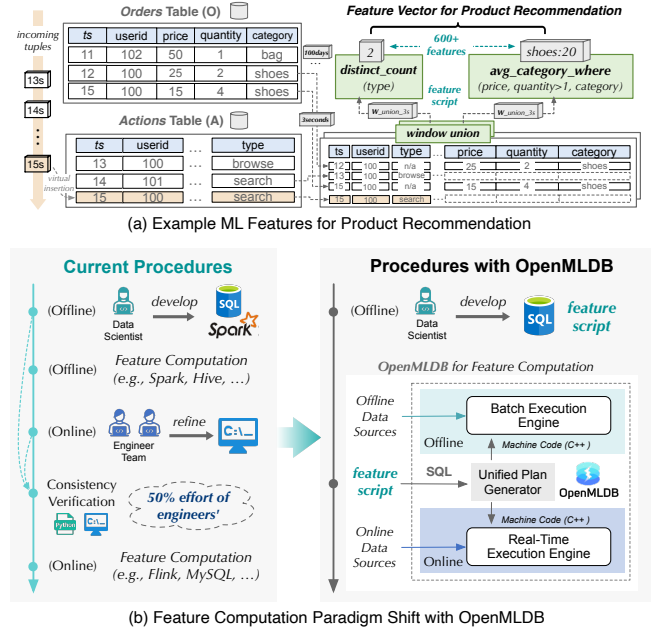 Orders Table (O)
incoming
tuples
ts userid price quantity category
11 102 50 1 bag
12 100 25 2 shoes
15 100 15 4 shoes
13s
14s
15s
virtual
insertion
Actions Table (A)
ts userid ... type
13 100 ... browse
14 101 ... search
15 100 ... search
100days
3seconds
Feature Vector for Product Recommendation
2
600+
features
shoes:20
distinct_count
(type)
avg_category_where
(price, quantity>1, category)
feature
script
W_union_3s
W_union_3s
window union
ts userid type ... price quantity category
12 100 n/a 25 2 shoes
13 100 browse
15 100 n/a 15 4 shoes
15 100 search
(a) Example ML Features for Product Recommendation
Current Procedures
(Offline)
Data
Scientist
develop
SQL
Spark
(Offline)
Feature Computation
(e.g., Spark, Hive, ...)
(Online)
Engineer
Team
refine
C:\_
Consistency
Verification
Python
C:\_
50% effort of
engineers'
(Online)
Feature Computation
(e.g., Flink, MySQL, ...)
Procedures with OpenMLDB
(Offline)
Data
Scientist
develop
SQL
feature
script
OpenMLDB for Feature Computation
Offline
Data
Sources
Batch Execution
Engine
Offline
Machine Code (C++ )
feature
script
SQL
Unified Plan
Generator
OpenMLDB
Machine Code (C++ )
Online
Data
Sources
Real-Time
Execution Engine
Online
(b) Feature Computation Paradigm Shift with OpenMLDB